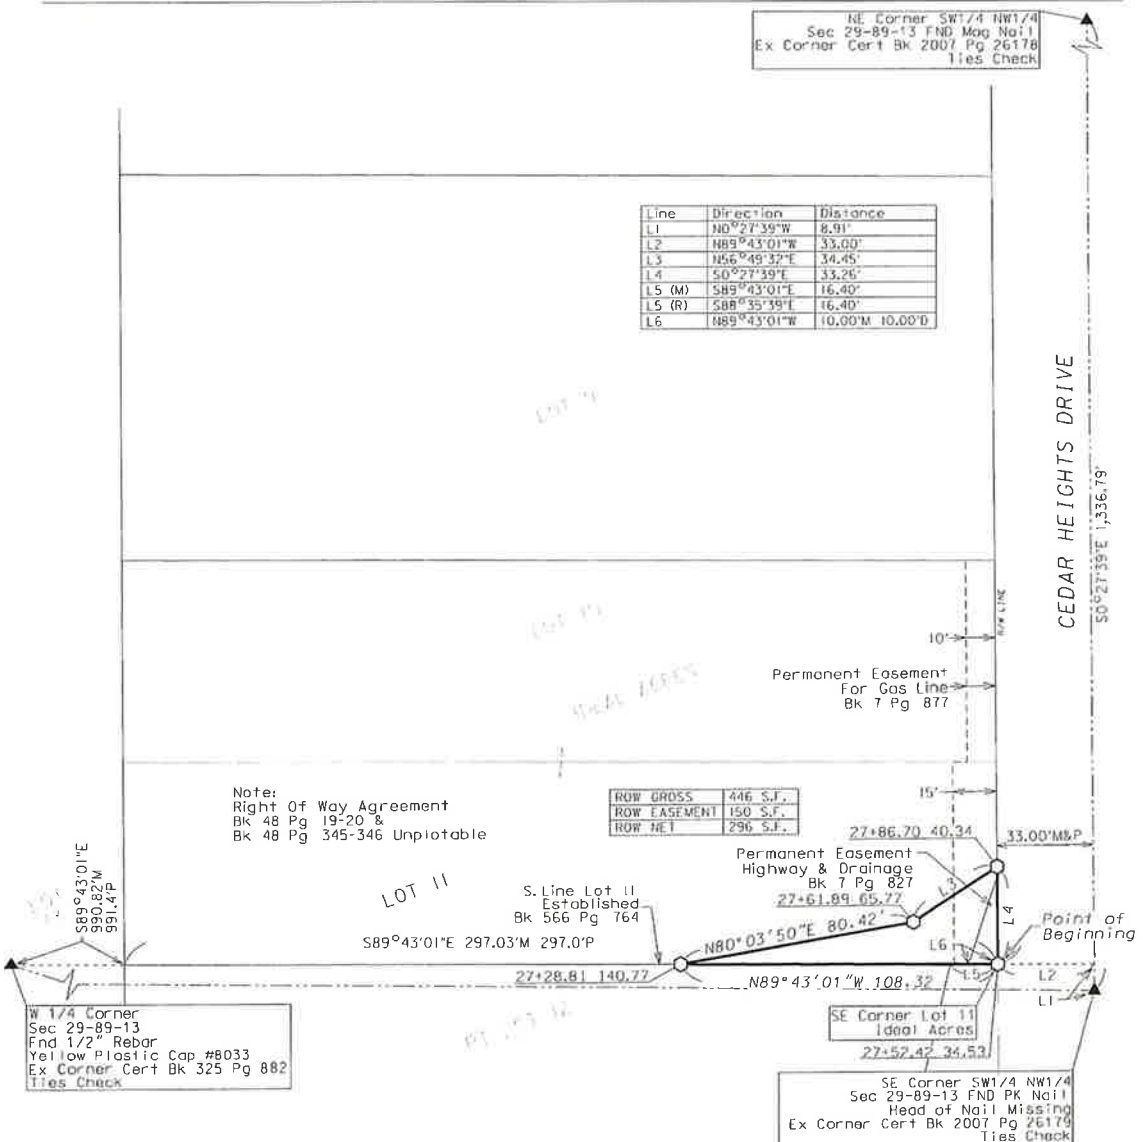 NE Corner SW1/4 NW1/4
Sec 29-89-13 FND Mag Nail
Ex Corner Cert Bk 2007 Pg 26178
Ties Check
Line Direction Distance
L1 N0°27'39"W 8.91'
L2 N89°43'01"W 33.00'
L3 N56°49'32"E 34.45'
L4 S0°27'39"E 33.26'
L5 (M) S89°43'01"E 16.40'
L5 (R) S88°35'39"E 16.40'
L6 N89°43'01"W 10.00'M 10.00'D
CEDAR HEIGHTS DRIVE
S0°27'39"E 1,336.79'
LOT
R/W LINE
10'
Permanent Easement
For Gas Line
Bk 7 Pg 877
IDEAL ACRES
Note:
Right Of Way Agreement
Bk 48 Pg 19-20 &
Bk 48 Pg 345-346 Unplotable
ROW GROSS 446 S.F.
ROW EASEMENT 150 S.F.
ROW NET 296 S.F.
15'
27+86.70 40.34
33.00'M&P
Permanent Easement
Highway & Drainage
Bk 7 Pg 827
27+61.89 65.77
L3
L4
Point of
Beginning
S89°43'01"E
990.82'M
991.4'P
LOT 11
S. Line Lot 11
Established
Bk 566 Pg 764
S89°43'01"E 297.03'M 297.0'P
N80°03'50"E 80.42'
L6
L5
L2
L1
27+28.81 140.77
N89°43'01"W 108.32
PT. LOT 12
W 1/4 Corner
Sec 29-89-13
Fnd 1/2" Rebar
Yellow Plastic Cap #8033
Ex Corner Cert Bk 325 Pg 882
Ties Check
SE Corner Lot 11
Ideal Acres
27+52.42 34.53
SE Corner SW1/4 NW1/4
Sec 29-89-13 FND PK Nail
Head of Nail Missing
Ex Corner Cert Bk 2007 Pg 26179
Ties Check